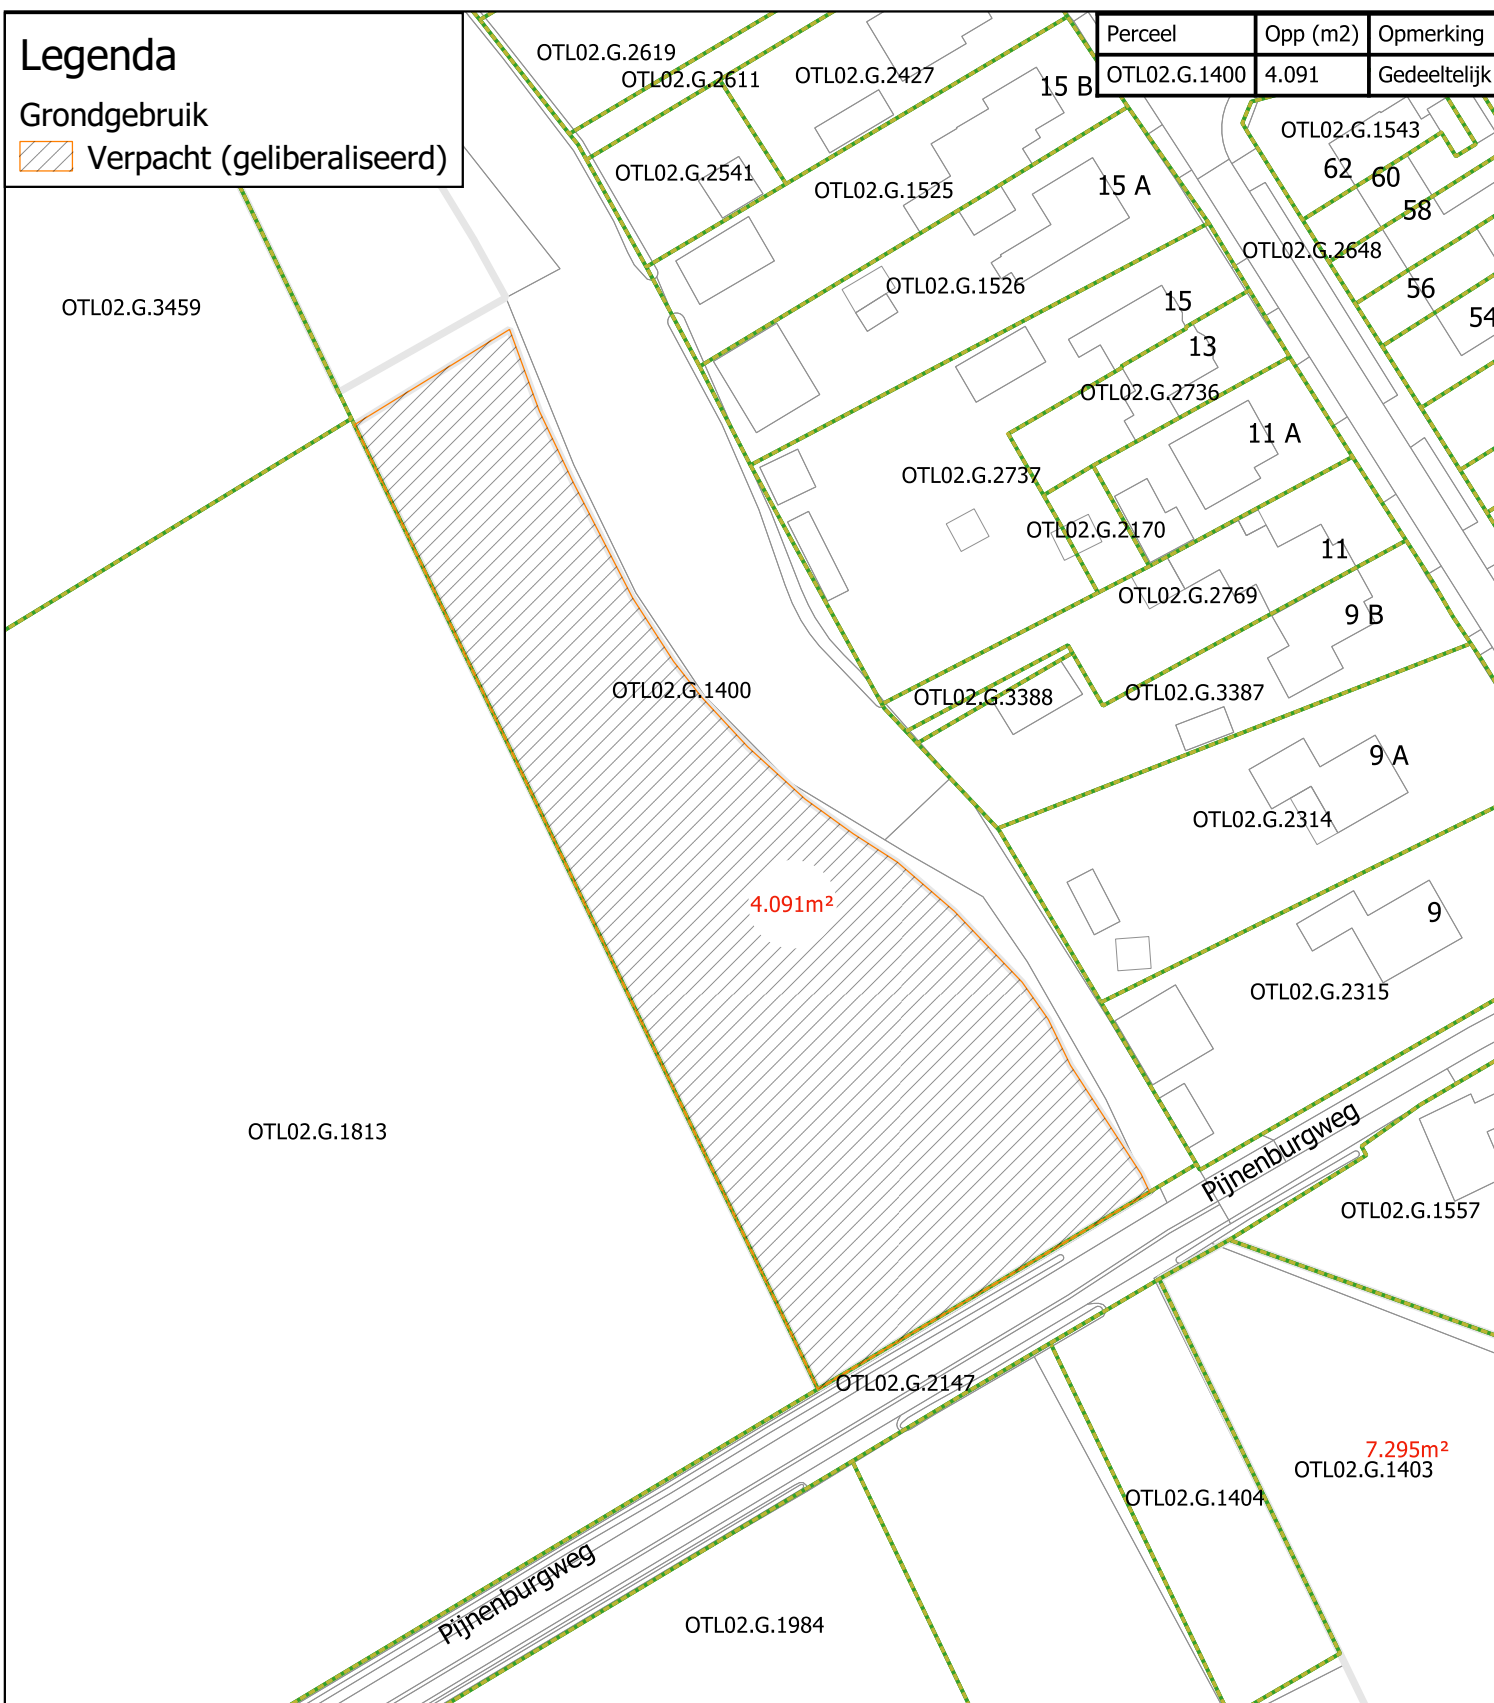 Legenda
Grondgebruik
Verpacht (geliberaliseerd)
Perceel Opp (m2) Opmerking
OTL02.G.1400 4.091 Gedeeltelijk
OTL02.G.2619
OTL02.G.2611
OTL02.G.2427
15 B
OTL02.G.1543
62
60
58
OTL02.G.2541
OTL02.G.1525
15 A
OTL02.G.2648
56
54
OTL02.G.3459
OTL02.G.1526
15
13
OTL02.G.2736
11 A
OTL02.G.2737
OTL02.G.2170
11
OTL02.G.2769
9 B
OTL02.G.1400
OTL02.G.3388
OTL02.G.3387
9 A
OTL02.G.2314
4.091m²
9
OTL02.G.2315
OTL02.G.1813
Pijnenburgweg
OTL02.G.1557
OTL02.G.2147
7.295m²
OTL02.G.1403
OTL02.G.1404
Pijnenburgweg
OTL02.G.1984